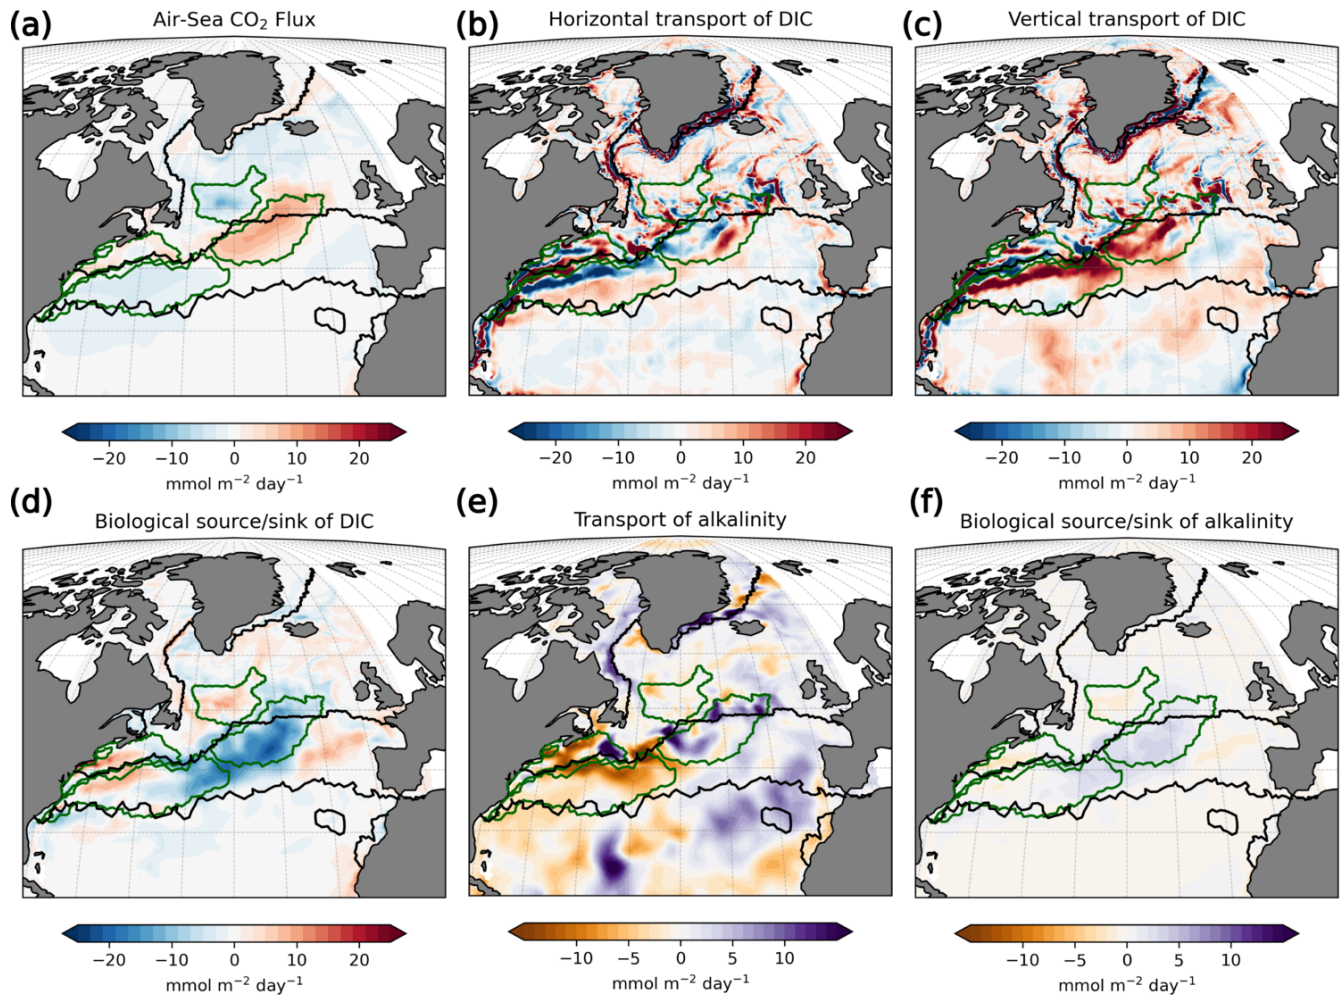 (a) Air-Sea CO₂ Flux
(b) Horizontal transport of DIC
(c) Vertical transport of DIC
−20 −10 0 10 20
mmol m⁻² day⁻¹
−20 −10 0 10 20
mmol m⁻² day⁻¹
−20 −10 0 10 20
mmol m⁻² day⁻¹
(d) Biological source/sink of DIC
(e) Transport of alkalinity
(f) Biological source/sink of alkalinity
−20 −10 0 10 20
mmol m⁻² day⁻¹
−10 −5 0 5 10
mmol m⁻² day⁻¹
−10 −5 0 5 10
mmol m⁻² day⁻¹